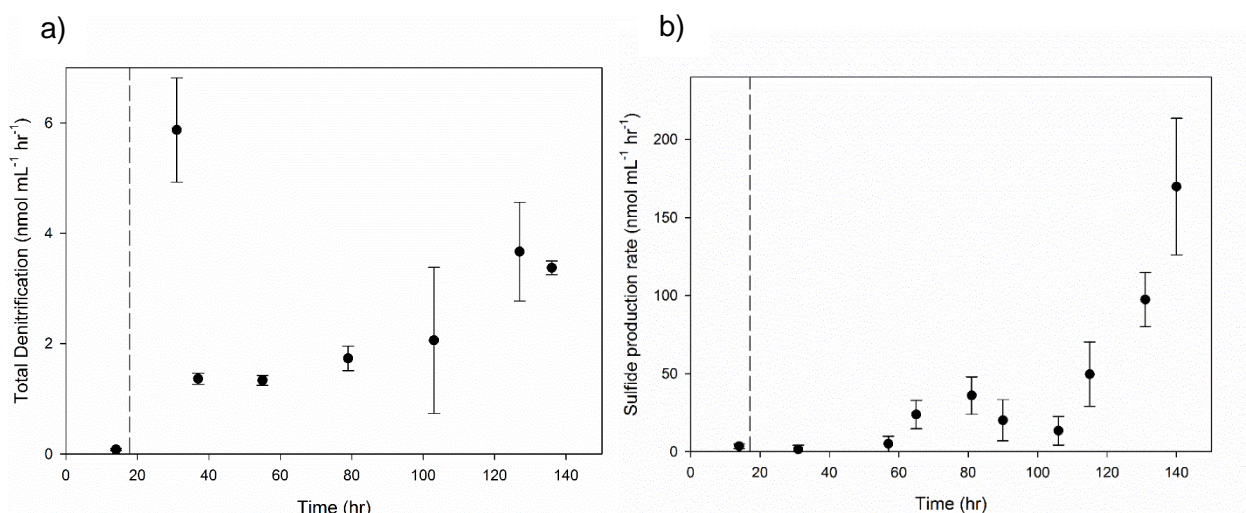 a)
Total Denitrification (nmol mL⁻¹ hr⁻¹)
6
4
2
0
0 20 40 60 80 100 120 140
Time (hr)
b)
Sulfide production rate (nmol mL⁻¹ hr⁻¹)
200
150
100
50
0
0 20 40 60 80 100 120 140
Time (hr)